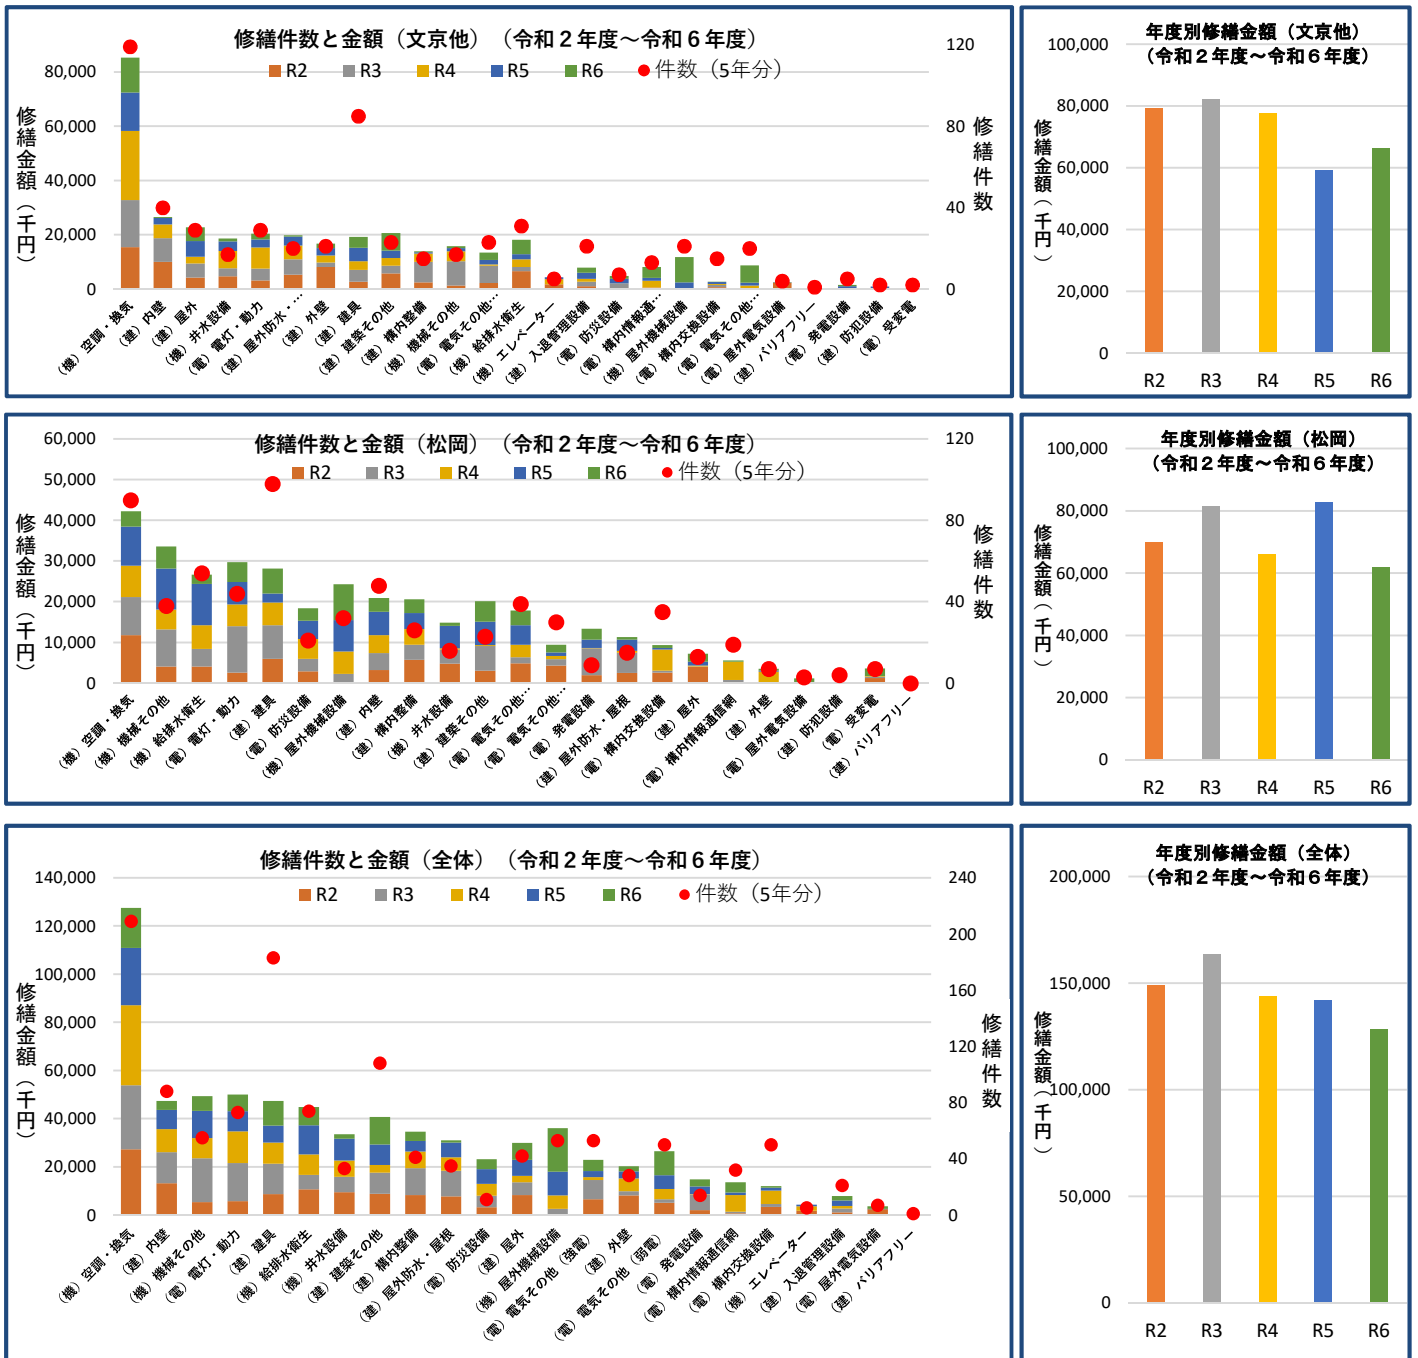 修繕件数と金額（文京他）（令和２年度～令和６年度）
R2 R3 R4 R5 R6 件数（5年分）
修繕金額（千円）
80,000
60,000
40,000
20,000
0
120
80
40
0
修繕件数
（機）空調・換気
（建）内壁
（建）屋外
（機）井水設備
（電）電灯・動力
（建）屋外防水・…
（建）外壁
（建）建具
（建）建築その他
（建）構内整備
（機）機械その他
（電）電気その他…
（機）給排水衛生
（機）エレベーター
（建）入退管理設備
（電）防災設備
（電）構内情報通…
（機）屋外機械設備
（電）構内交換設備
（電）電気その他…
（電）屋外電気設備
（建）バリアフリー
（電）発電設備
（建）防犯設備
（電）受変電
年度別修繕金額（文京他）
（令和２年度～令和６年度）
修繕金額（千円）
100,000
80,000
60,000
40,000
20,000
0
R2 R3 R4 R5 R6
修繕件数と金額（松岡）（令和２年度～令和６年度）
R2 R3 R4 R5 R6 件数（5年分）
修繕金額（千円）
60,000
50,000
40,000
30,000
20,000
10,000
0
120
80
40
0
修繕件数
（機）空調・換気
（機）機械その他
（機）給排水衛生
（電）電灯・動力
（建）建具
（電）防災設備
（機）屋外機械設備
（建）内壁
（建）構内整備
（機）井水設備
（建）建築その他
（電）電気その他…
（電）電気その他…
（電）発電設備
（建）屋外防水・屋根
（電）構内交換設備
（建）屋外
（電）構内情報通信網
（建）外壁
（電）屋外電気設備
（建）防犯設備
（電）受変電
（建）バリアフリー
年度別修繕金額（松岡）
（令和２年度～令和６年度）
修繕金額（千円）
100,000
80,000
60,000
40,000
20,000
0
R2 R3 R4 R5 R6
修繕件数と金額（全体）（令和２年度～令和６年度）
R2 R3 R4 R5 R6 件数（5年分）
修繕金額（千円）
140,000
120,000
100,000
80,000
60,000
40,000
20,000
0
240
200
160
120
80
40
0
修繕件数
（機）空調・換気
（建）内壁
（機）機械その他
（電）電灯・動力
（建）建具
（機）給排水衛生
（機）井水設備
（建）建築その他
（建）構内整備
（建）屋外防水・屋根
（電）防災設備
（建）屋外
（機）屋外機械設備
（電）電気その他（強電）
（建）外壁
（電）電気その他（弱電）
（電）発電設備
（電）構内情報通信網
（電）構内交換設備
（機）エレベーター
（建）入退管理設備
（電）屋外電気設備
（建）バリアフリー
年度別修繕金額（全体）
（令和２年度～令和６年度）
修繕金額（千円）
200,000
150,000
100,000
50,000
0
R2 R3 R4 R5 R6